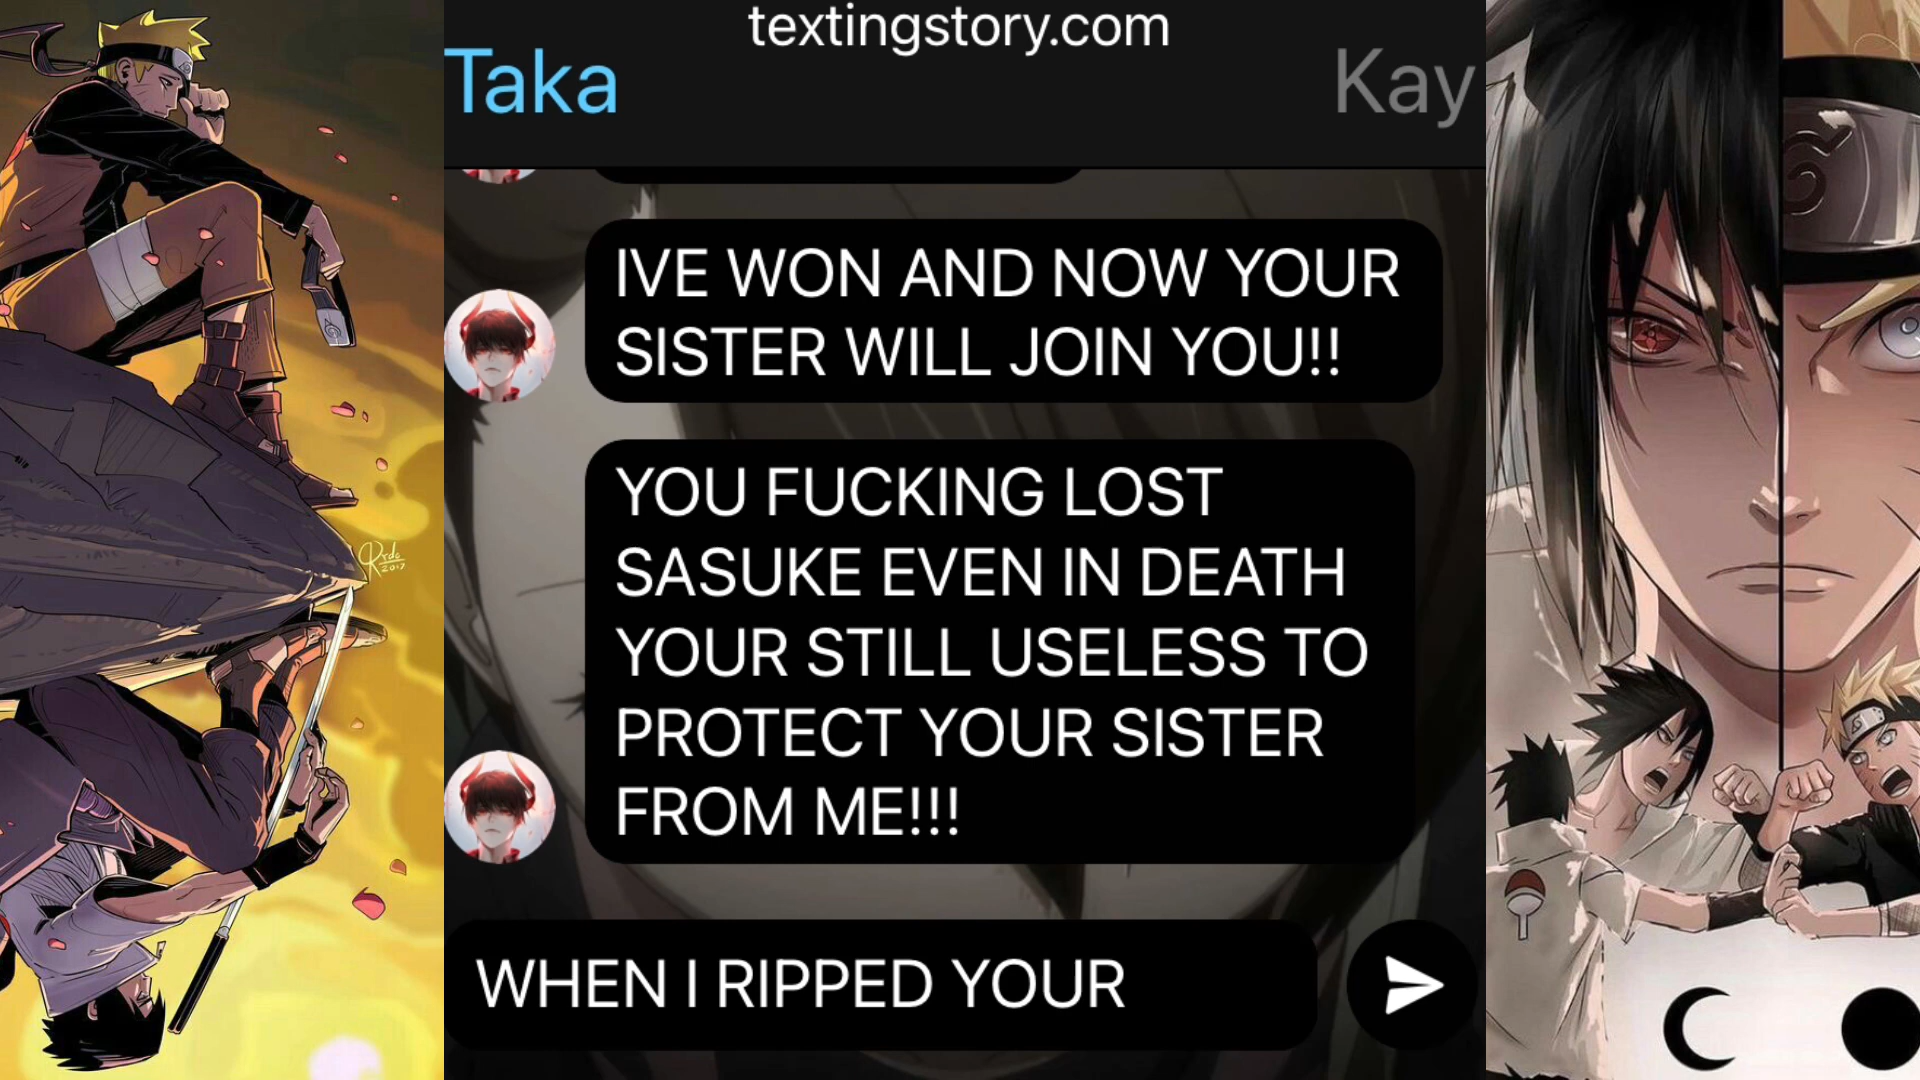 textingstory.com
Taka
Kay
IVE WON AND NOW YOUR
SISTER WILL JOIN YOU!!
YOU FUCKING LOST
SASUKE EVEN IN DEATH
YOUR STILL USELESS TO
PROTECT YOUR SISTER
FROM ME!!!
WHEN I RIPPED YOUR
2017